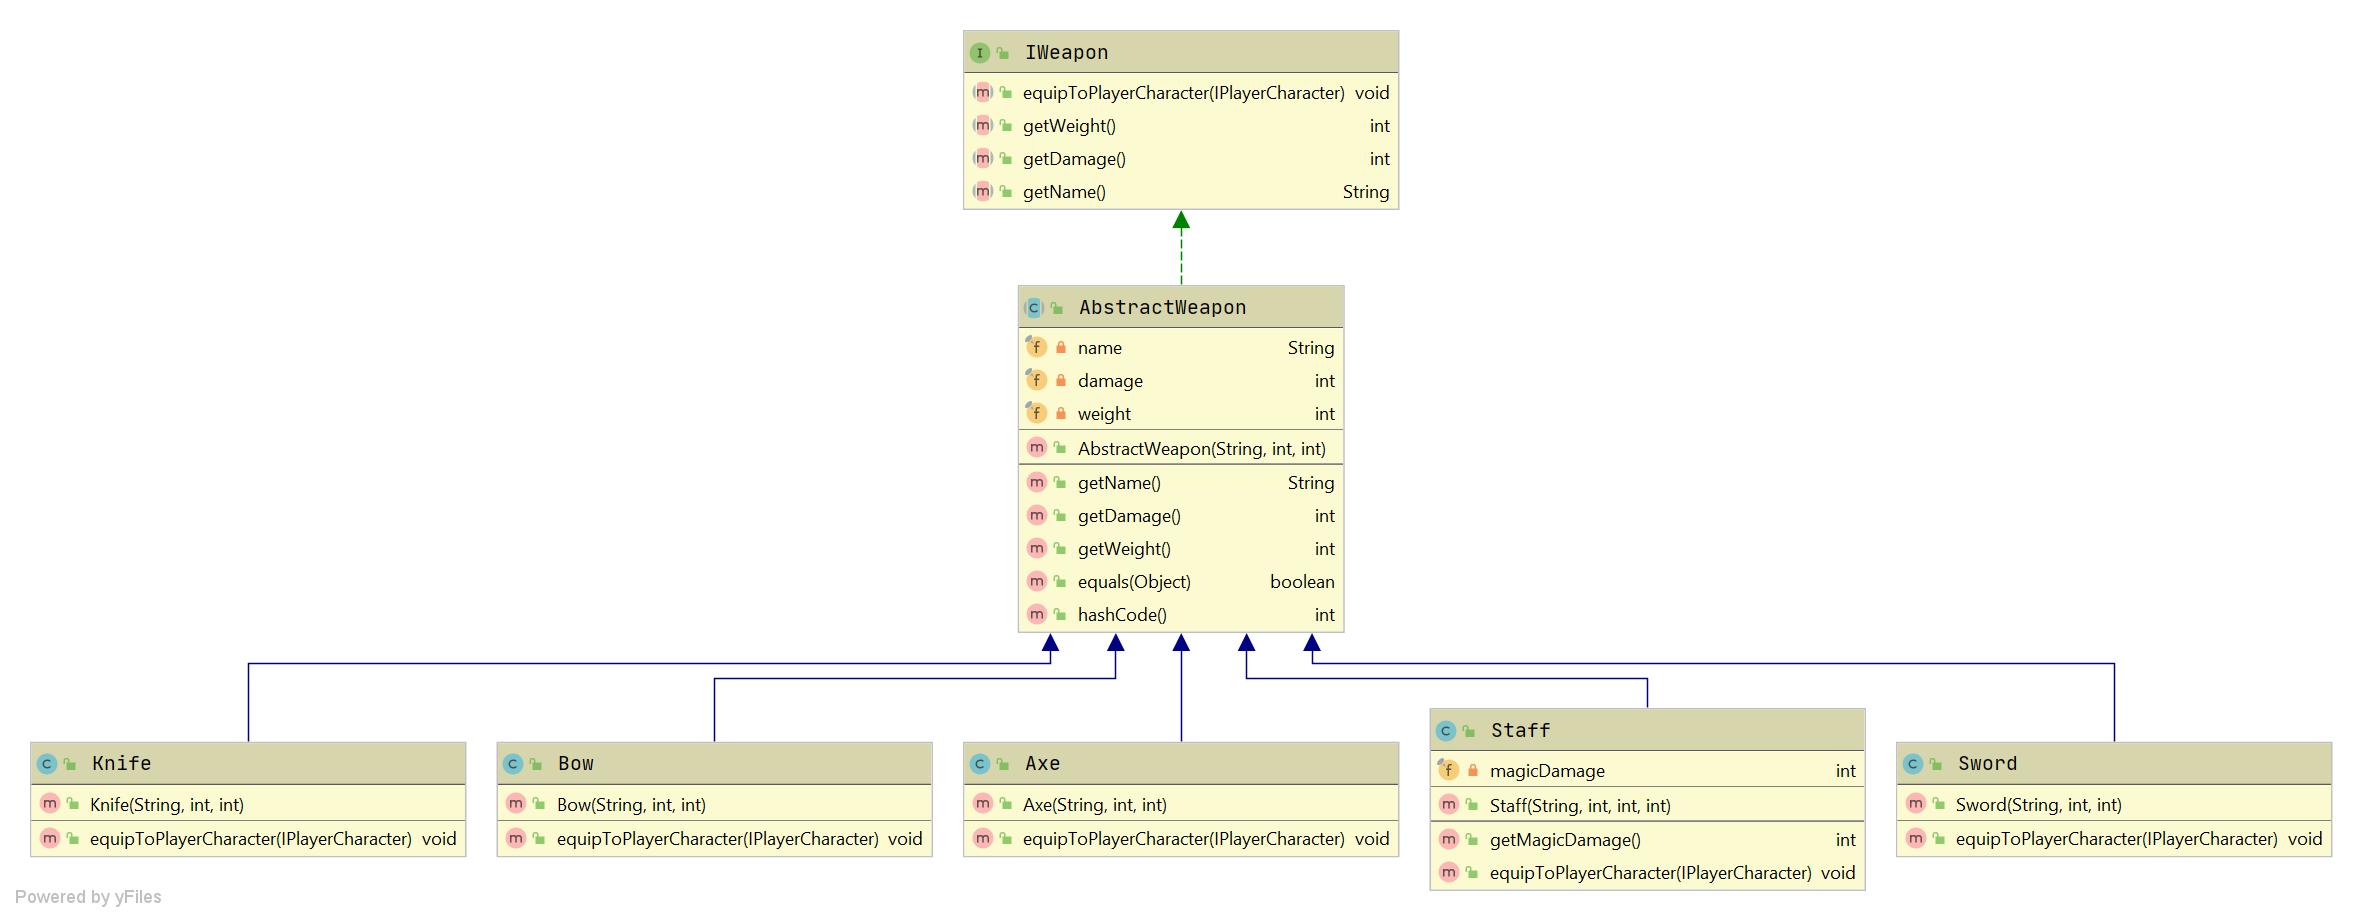 IWeapon
equipToPlayerCharacter(IPlayerCharacter) void
getWeight() int
getDamage() int
getName() String
AbstractWeapon
name String
damage int
weight int
AbstractWeapon(String, int, int)
getName() String
getDamage() int
getWeight() int
equals(Object) boolean
hashCode() int
Knife
Knife(String, int, int)
equipToPlayerCharacter(IPlayerCharacter) void
Bow
Bow(String, int, int)
equipToPlayerCharacter(IPlayerCharacter) void
Axe
Axe(String, int, int)
equipToPlayerCharacter(IPlayerCharacter) void
Staff
magicDamage int
Staff(String, int, int, int)
getMagicDamage() int
equipToPlayerCharacter(IPlayerCharacter) void
Sword
Sword(String, int, int)
equipToPlayerCharacter(IPlayerCharacter) void
Powered by yFiles